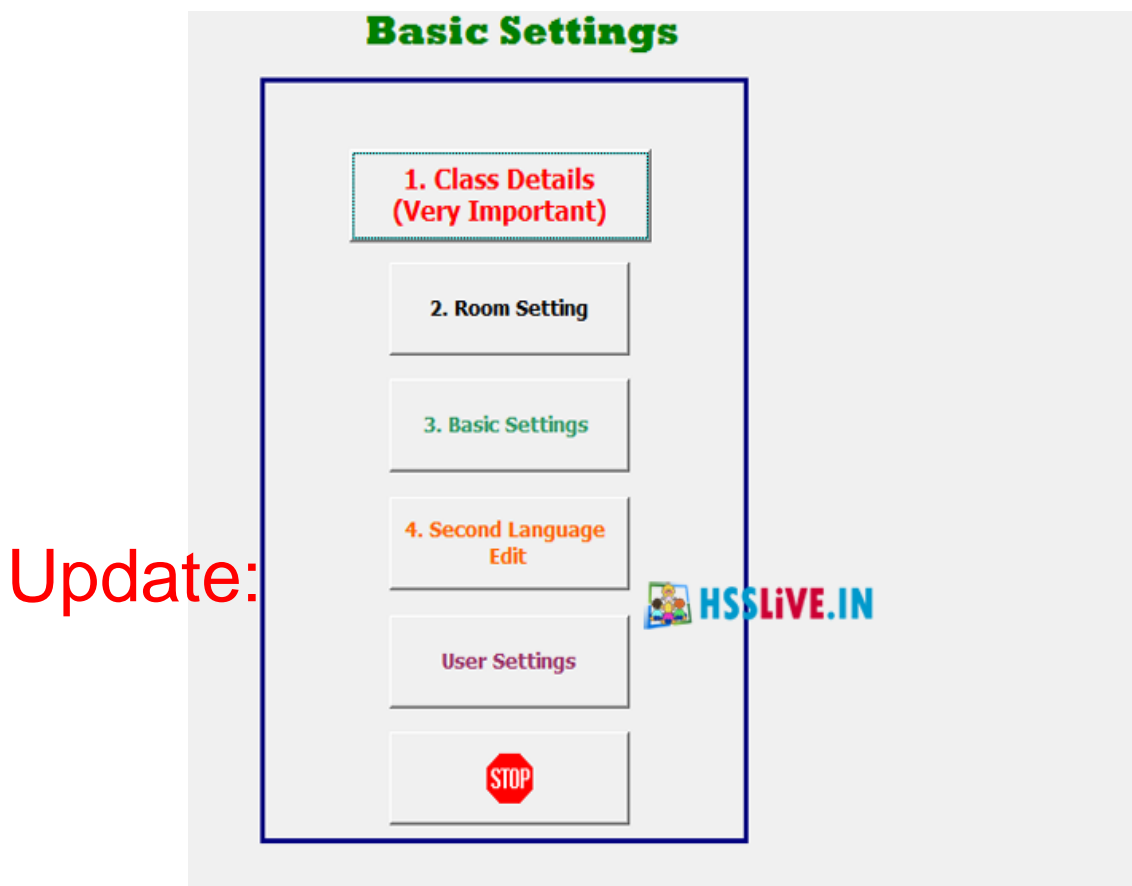 Basic Settings
1. Class Details
(Very Important)
2. Room Setting
3. Basic Settings
4. Second Language
Edit
Update:
HSSLiVE.IN
User Settings
STOP